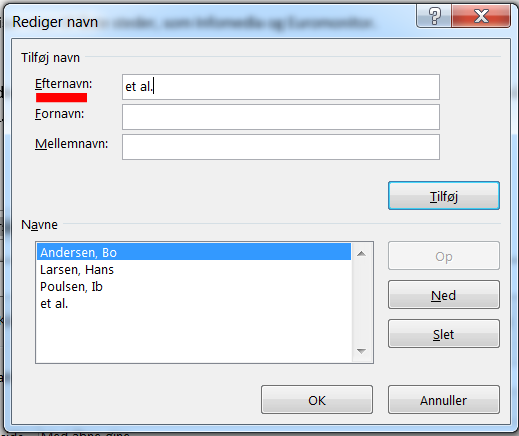 steder, som Infomedia og Euromonitor.
Rediger navn
Tilføj navn
Efternavn: et al.
Fornavn:
Mellemnavn:
Tilføj
Navne
Andersen, Bo
Larsen, Hans
Poulsen, Ib
et al.
Op
Ned
Slet
OK
Annuller